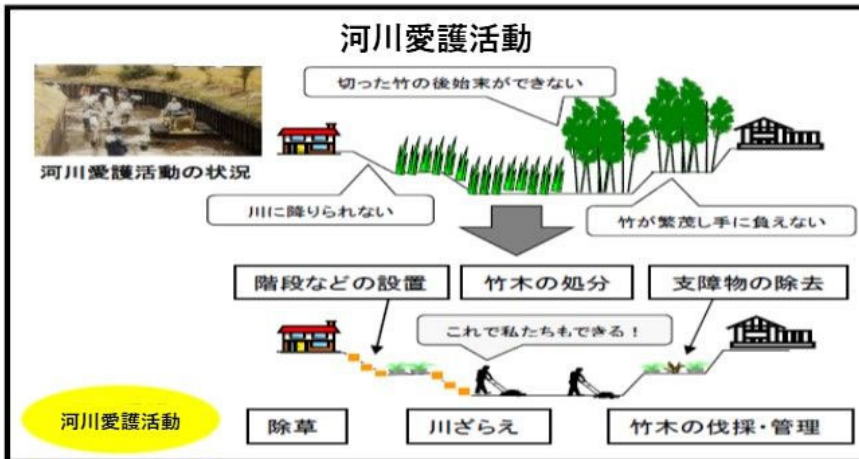 河川愛護活動
切った竹の後始末ができない
河川愛護活動の状況
川に降りられない
竹が繁茂し手に負えない
階段などの設置
竹木の処分
支障物の除去
これで私たちもできる！
河川愛護活動
除草
川ざらえ
竹木の伐採・管理